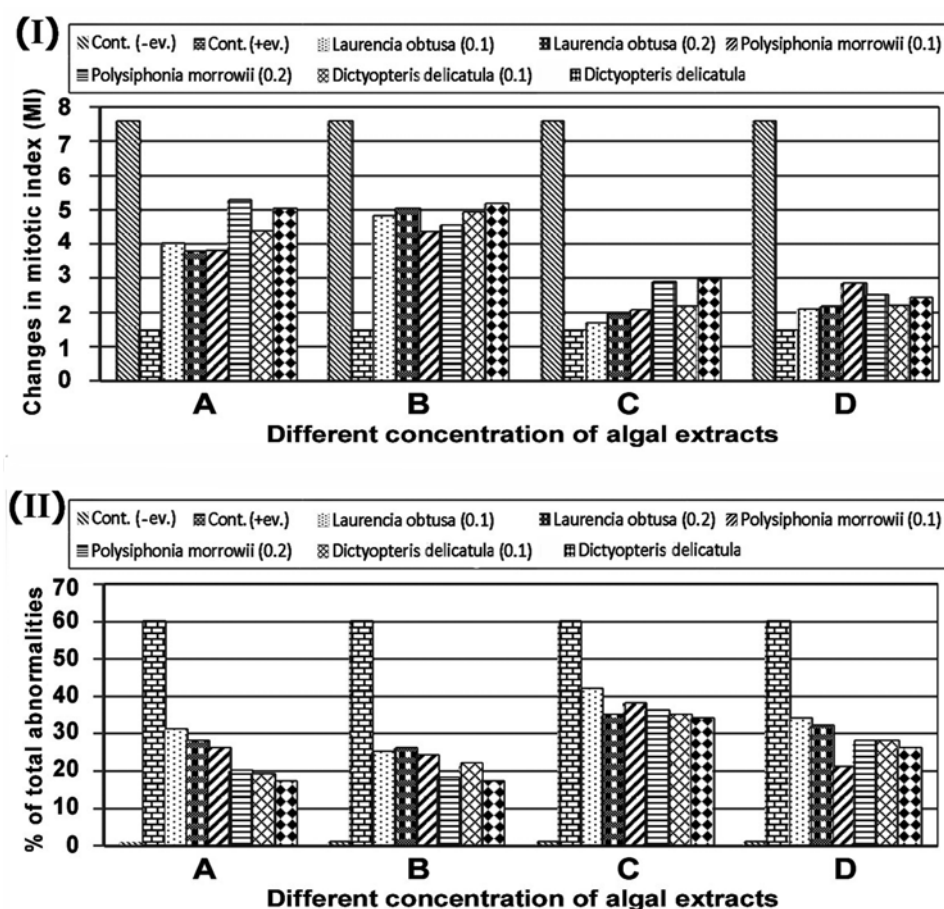 (I)
Cont. (-ev.) Cont. (+ev.) Laurencia obtusa (0.1) Laurencia obtusa (0.2) Polysiphonia morrowii (0.1)
Polysiphonia morrowii (0.2) Dictyopteris delicatula (0.1) Dictyopteris delicatula
Changes in mitotic index (MI)
8
7
6
5
4
3
2
1
0
A B C D
Different concentration of algal extracts
(II)
Cont. (-ev.) Cont. (+ev.) Laurencia obtusa (0.1) Laurencia obtusa (0.2) Polysiphonia morrowii (0.1)
Polysiphonia morrowii (0.2) Dictyopteris delicatula (0.1) Dictyopteris delicatula
% of total abnormalities
70
60
50
40
30
20
10
0
A B C D
Different concentration of algal extracts